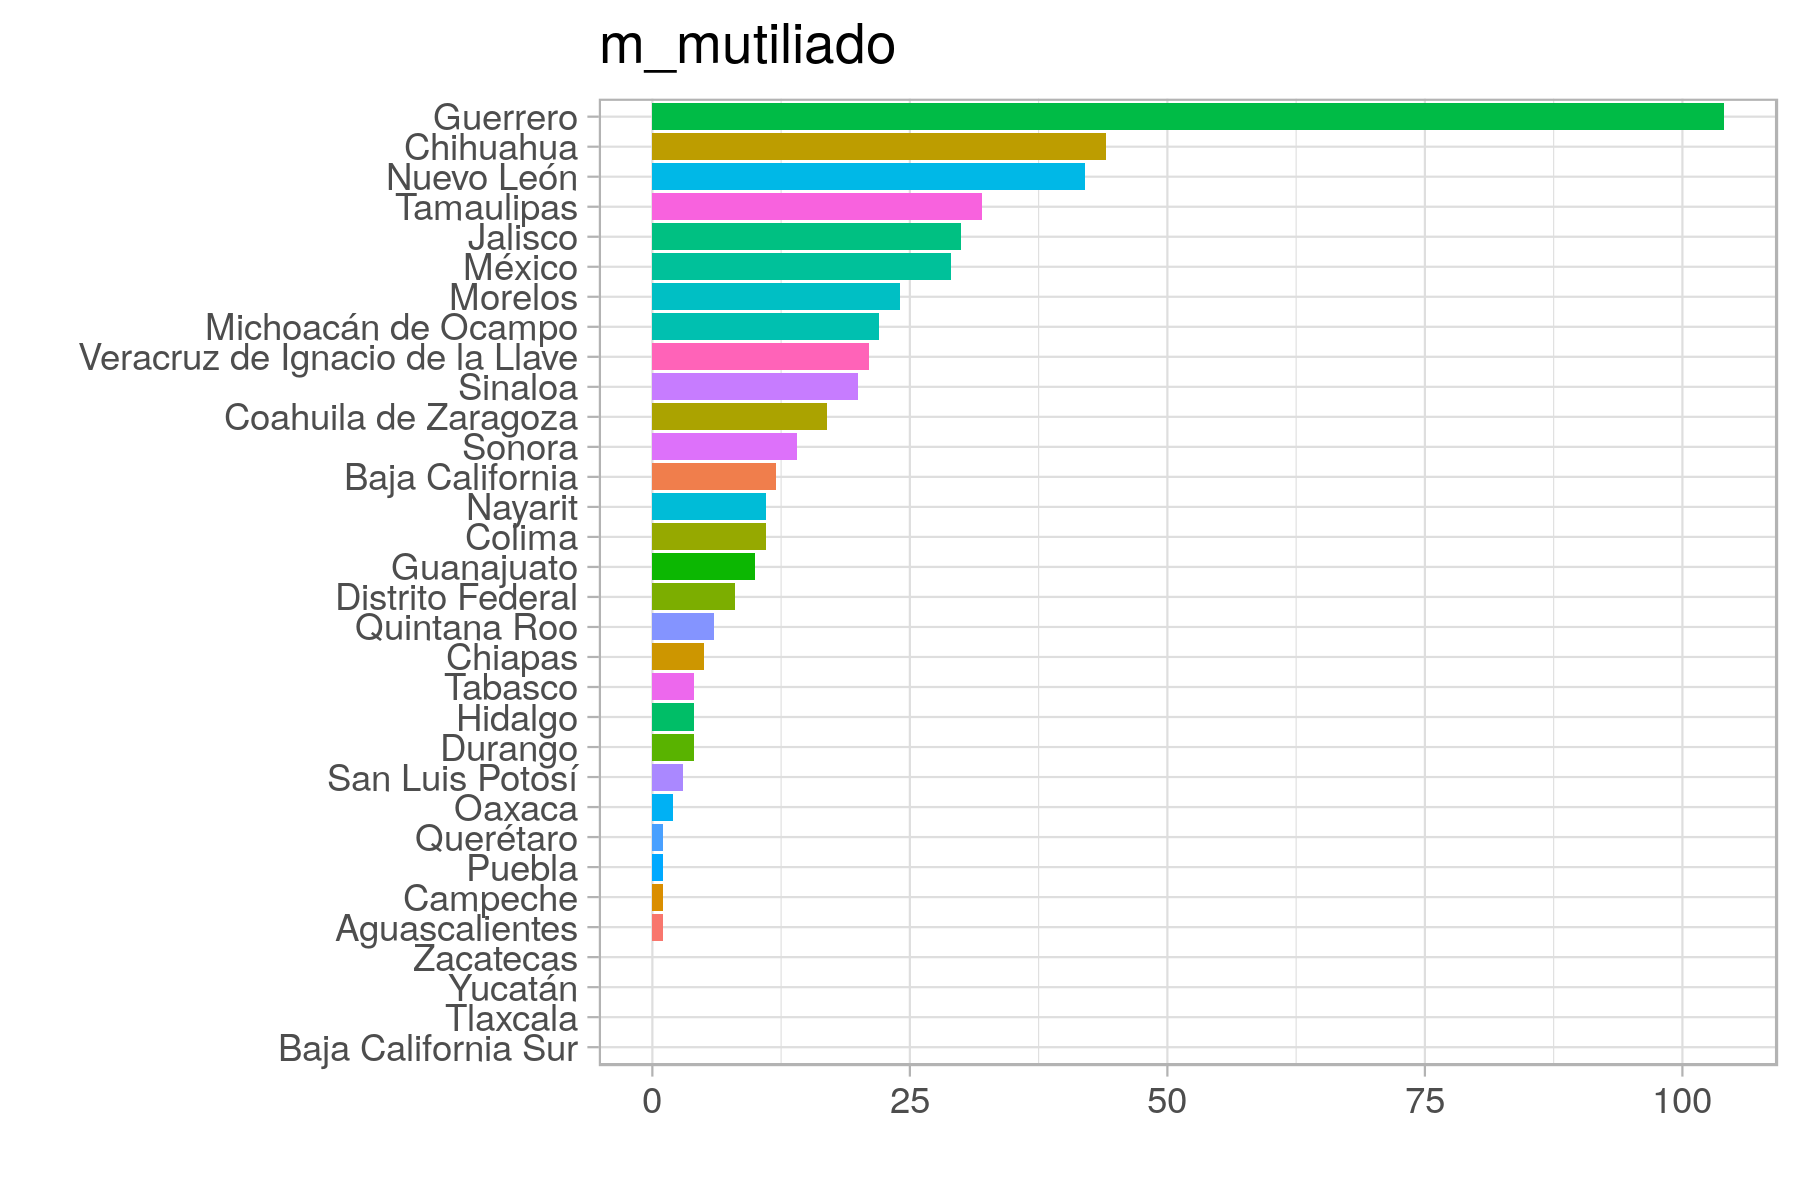 m_mutiliado
Guerrero
Chihuahua
Nuevo León
Tamaulipas
Jalisco
México
Morelos
Michoacán de Ocampo
Veracruz de Ignacio de la Llave
Sinaloa
Coahuila de Zaragoza
Sonora
Baja California
Nayarit
Colima
Guanajuato
Distrito Federal
Quintana Roo
Chiapas
Tabasco
Hidalgo
Durango
San Luis Potosí
Oaxaca
Querétaro
Puebla
Campeche
Aguascalientes
Zacatecas
Yucatán
Tlaxcala
Baja California Sur
0 25 50 75 100